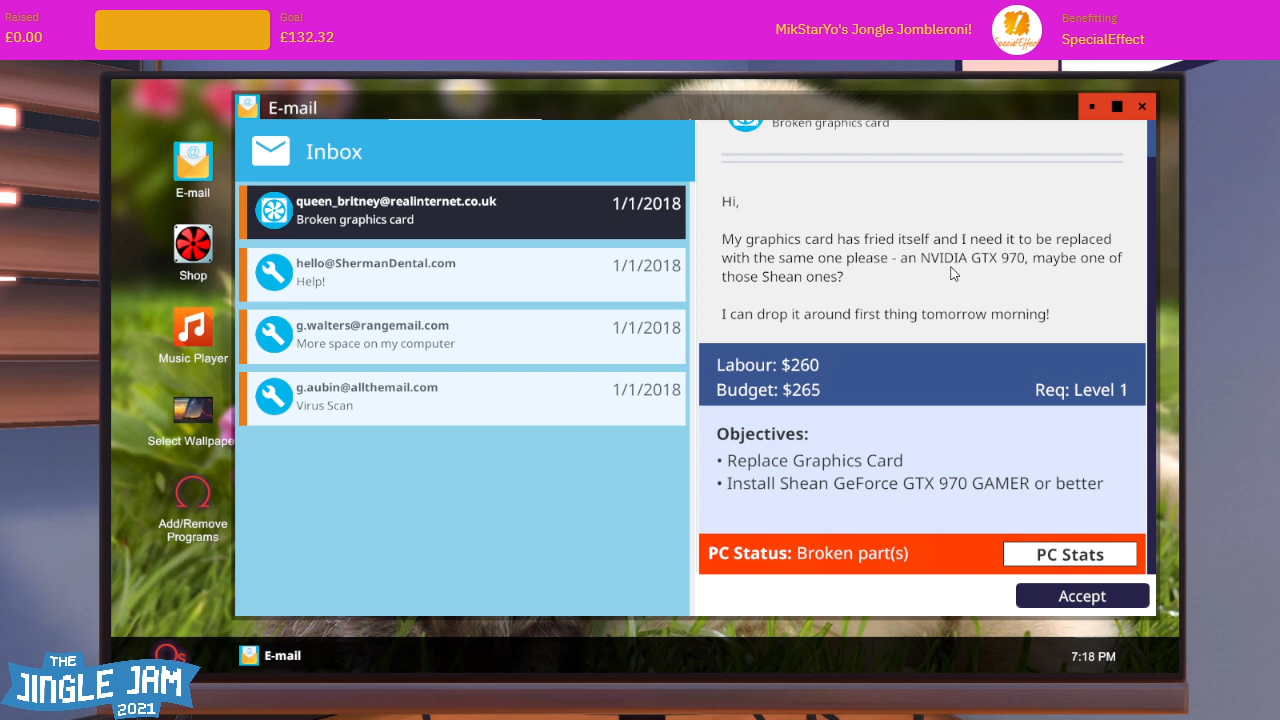 Raised
£0.00
Goal
£132.32
MikStarYo's Jongle Jombleroni!
SpecialEffect
Benefitting
SpecialEffect
E-mail
Inbox
queen_britney@realinternet.co.uk
1/1/2018
Broken graphics card
hello@ShermanDental.com
1/1/2018
Help!
g.walters@rangemail.com
1/1/2018
More space on my computer
g.aubin@allthemail.com
1/1/2018
Virus Scan
E-mail
Shop
Music Player
Select Wallpape
Add/Remove
Programs
Broken graphics card
Hi,
My graphics card has fried itself and I need it to be replaced
with the same one please - an NVIDIA GTX 970, maybe one of
those Shean ones?
I can drop it around first thing tomorrow morning!
Labour: $260
Budget: $265
Req: Level 1
Objectives:
• Replace Graphics Card
• Install Shean GeForce GTX 970 GAMER or better
PC Status: Broken part(s)
PC Stats
Accept
E-mail
7:18 PM
THE
JINGLE JAM
2021